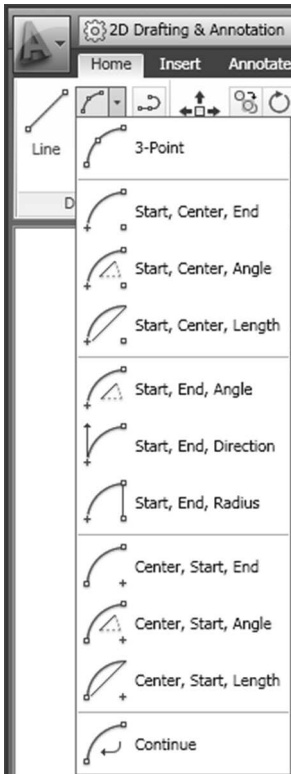 2D Drafting & Annotation
Home Insert Annotate
Line
D
3-Point
Start, Center, End
Start, Center, Angle
Start, Center, Length
Start, End, Angle
Start, End, Direction
Start, End, Radius
Center, Start, End
Center, Start, Angle
Center, Start, Length
Continue